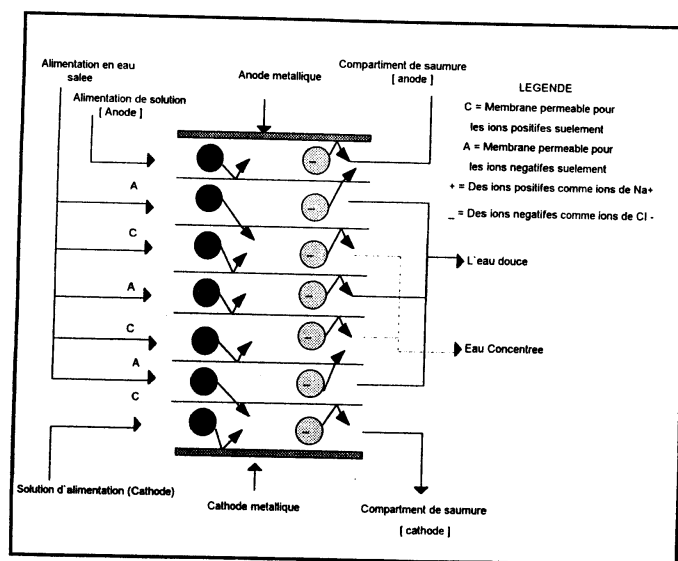 Alimentation en eau
salee
Alimentation de solution
[ Anode ]
Anode metallique
Compartiment de saumure
[ anode ]
LEGENDE
C = Membrane permeable pour
les ions positifes suelement
A = Membrane permeable pour
les ions negatifes suelement
+ = Des ions positifes comme ions de Na+
_ = Des ions negatifes comme ions de Cl -
A
C
A
C
A
C
-
-
-
-
-
-
-
L'eau douce
Eau Concentree
Solution d'alimentation (Cathode)
Cathode metallique
Compartment de saumure
[ cathode ]